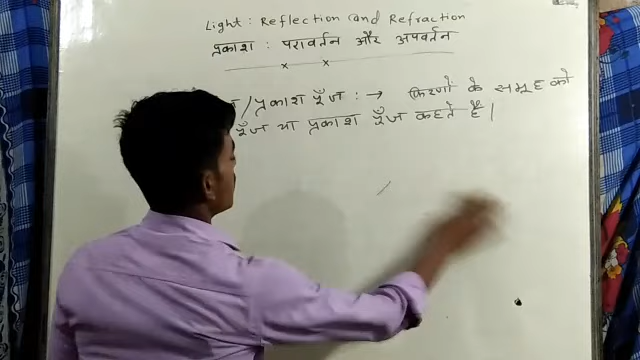 Light : Reflection and Refraction
प्रकाश : परावर्तन और अपवर्तन
/ प्रकाश पूँज : → किरणों के समूह को
पूँज या प्रकाश पूँज कहते हैं |